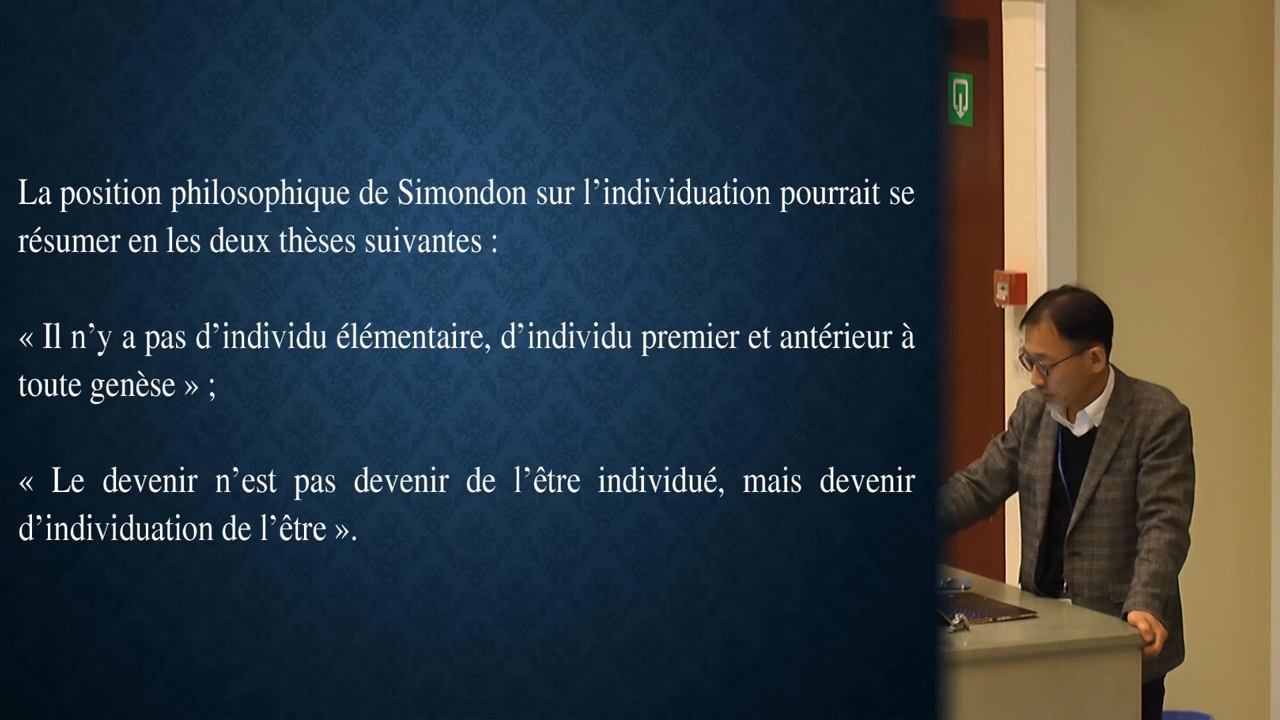 La position philosophique de Simondon sur l’individuation pourrait se
résumer en les deux thèses suivantes :
« Il n’y a pas d’individu élémentaire, d’individu premier et antérieur à
toute genèse » ;
« Le devenir n’est pas devenir de l’être individué, mais devenir
d’individuation de l’être ».